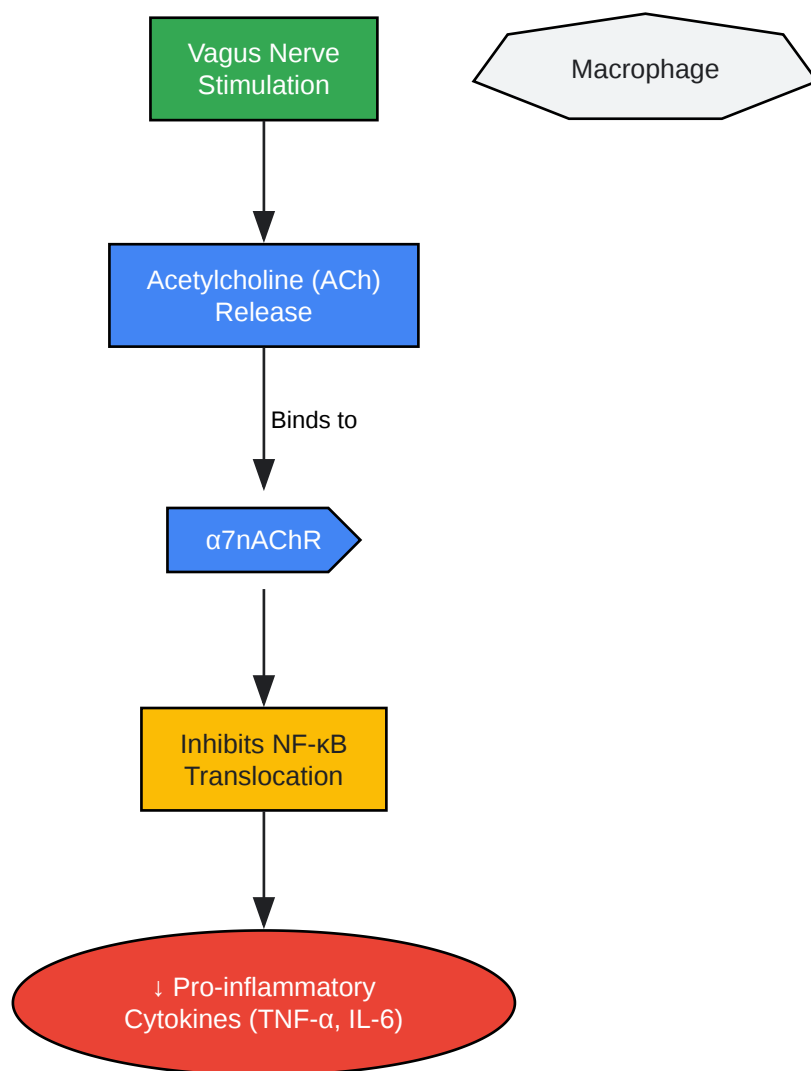 Vagus Nerve
Stimulation
Macrophage
Acetylcholine (ACh)
Release
Binds to
α7nAChR
Inhibits NF-κB
Translocation
↓ Pro-inflammatory
Cytokines (TNF-α, IL-6)